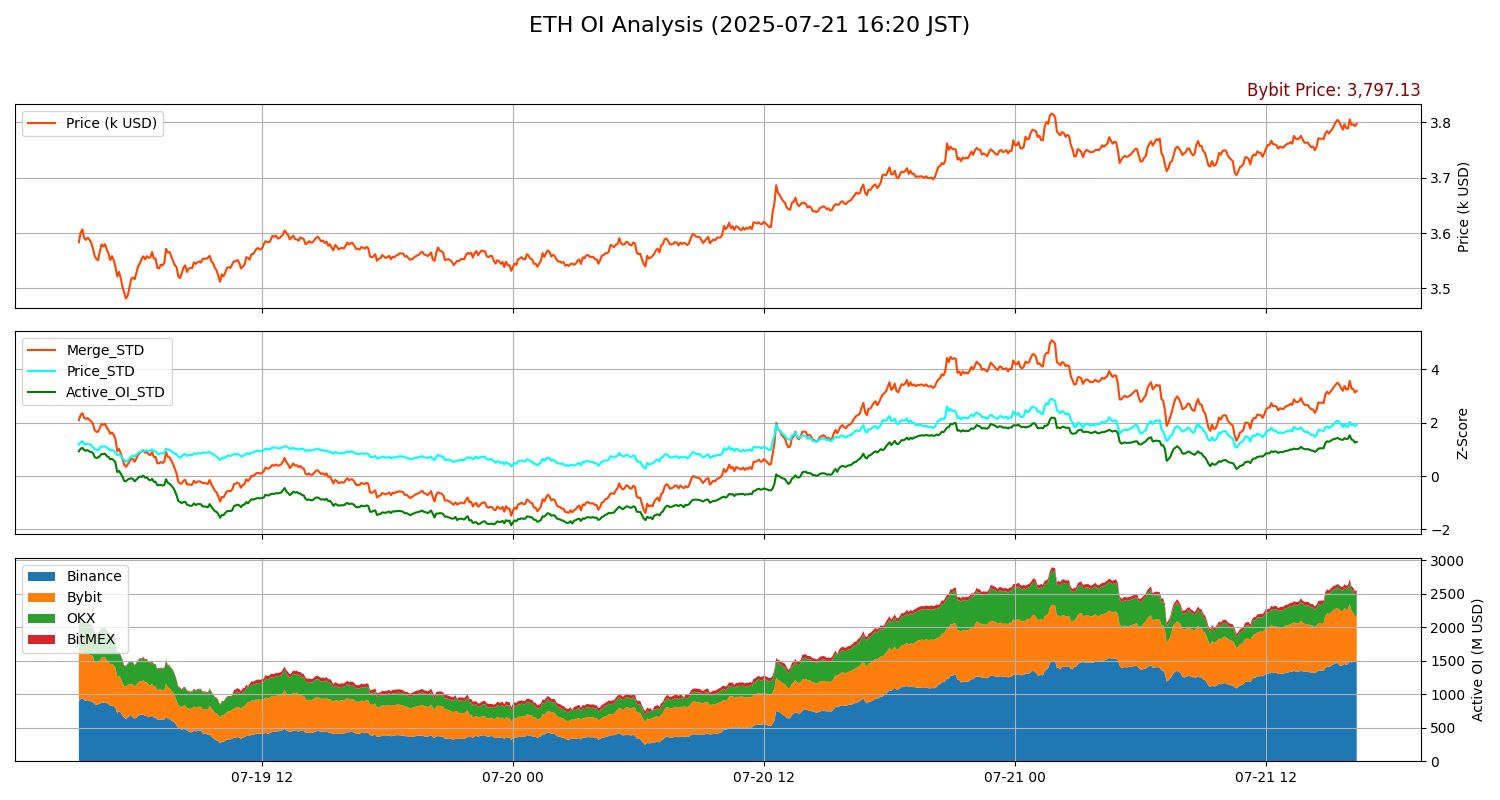 ETH OI Analysis (2025-07-21 16:20 JST)
Bybit Price: 3,797.13
Price (k USD)
3.8
3.7
3.6
3.5
Price (k USD)
Merge_STD
Price_STD
Active_OI_STD
4
2
0
−2
Z-Score
Binance
Bybit
OKX
BitMEX
3000
2500
2000
1500
1000
500
0
Active OI (M USD)
07-19 12
07-20 00
07-20 12
07-21 00
07-21 12